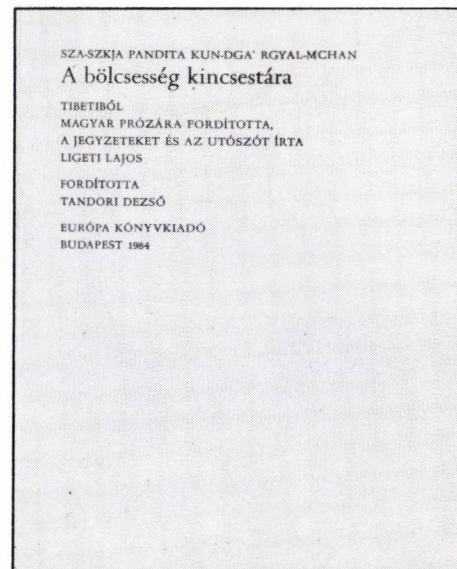 SZA-SZKJA PANDITA KUN-DGA' RGYAL-MCHAN
A bölcsesség kincsestára
TIBETIBŐL
MAGYAR PRÓZÁRA FORDÍTOTTA,
A JEGYZETEKET ÉS AZ UTÓSZÓT ÍRTA
LIGETI LAJOS
FORDÍTOTTA
TANDORI DEZSŐ
EURÓPA KÖNYVKIADÓ
BUDAPEST 1984